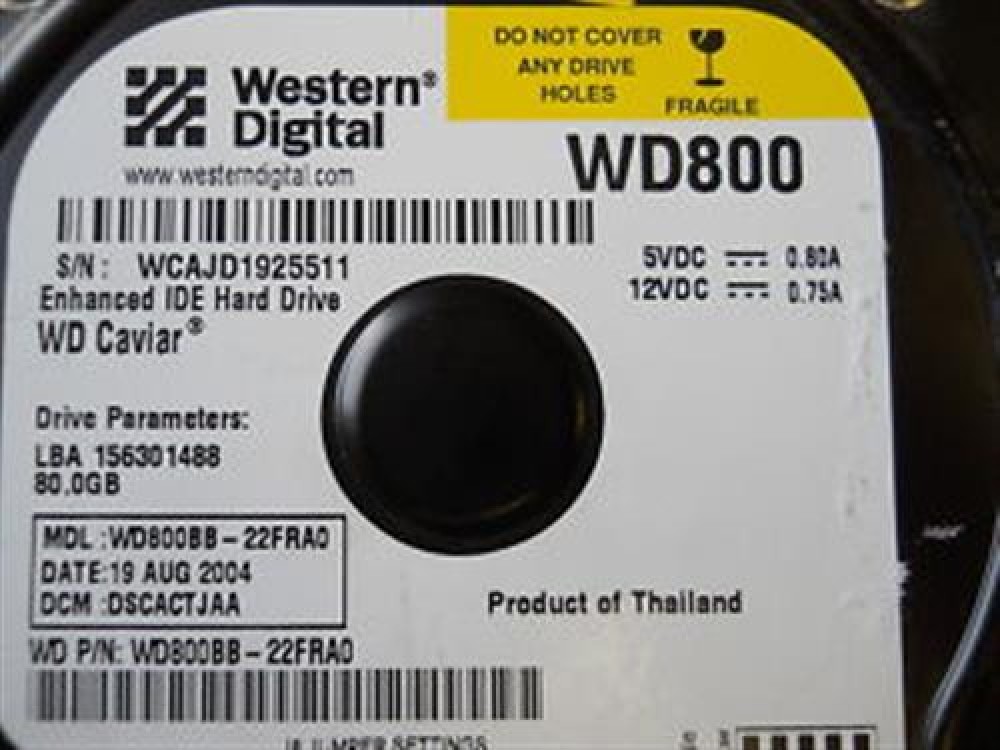 Western®
Digital
www.westerndigital.com
DO NOT COVER
ANY DRIVE
HOLES
FRAGILE
WD800
S/N: WCAJD1925511
Enhanced IDE Hard Drive
WD Caviar®
5VDC 0.80A
12VDC 0.75A
Drive Parameters:
LBA 156301488
80.0GB
MDL :WD800BB-22FRA0
DATE:19 AUG 2004
DCM :DSCACTJAA
Product of Thailand
WD P/N: WD800BB-22FRA0
JUMPER SETTINGS